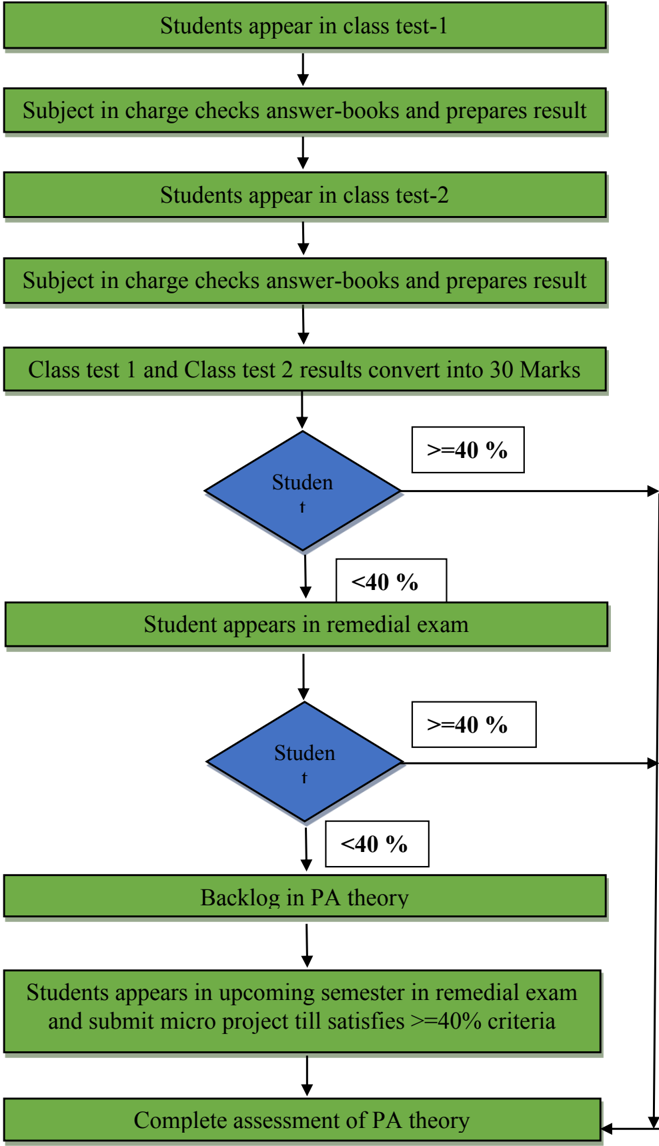 Students appear in class test-1
Subject in charge checks answer-books and prepares result
Students appear in class test-2
Subject in charge checks answer-books and prepares result
Class test 1 and Class test 2 results convert into 30 Marks
>=40 %
Studen
t
<40 %
Student appears in remedial exam
>=40 %
Studen
t
<40 %
Backlog in PA theory
Students appears in upcoming semester in remedial exam
and submit micro project till satisfies >=40% criteria
Complete assessment of PA theory